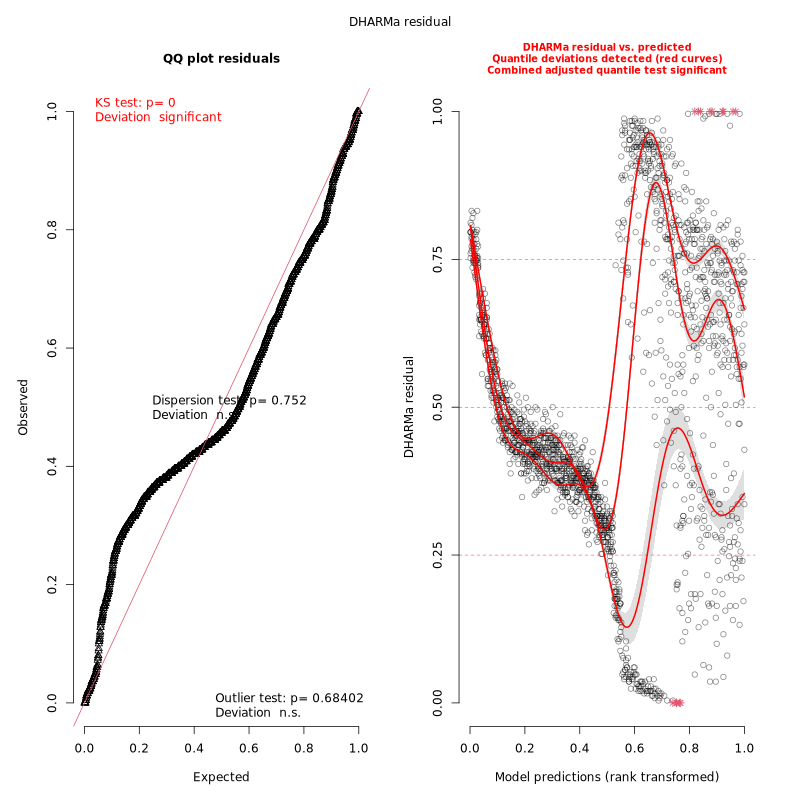 DHARMa residual
QQ plot residuals
KS test: p= 0
Deviation  significant
Dispersion test: p= 0.752
Deviation  n.s.
Outlier test: p= 0.68402
Deviation  n.s.
Observed
0.0
0.2
0.4
0.6
0.8
1.0
0.0
0.2
0.4
0.6
0.8
1.0
Expected
DHARMa residual vs. predicted
Quantile deviations detected (red curves)
Combined adjusted quantile test significant
DHARMa residual
0.00
0.25
0.50
0.75
1.00
0.0
0.2
0.4
0.6
0.8
1.0
Model predictions (rank transformed)